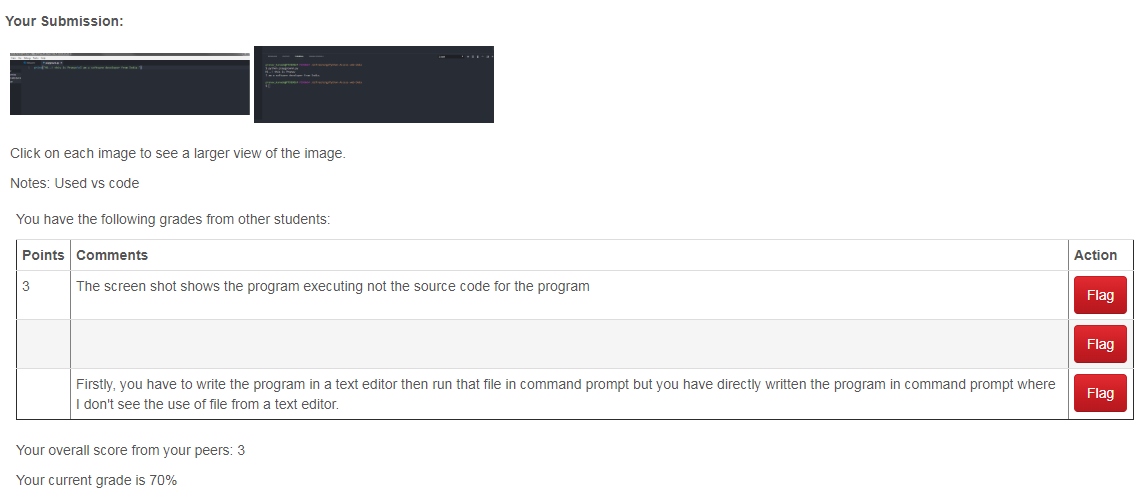 Your Submission:
Click on each image to see a larger view of the image.
Notes: Used vs code
You have the following grades from other students:
Points Comments Action
3 The screen shot shows the program executing not the source code for the program Flag
Flag
Firstly, you have to write the program in a text editor then run that file in command prompt but you have directly written the program in command prompt where
I don't see the use of file from a text editor.
Flag
Your overall score from your peers: 3
Your current grade is 70%